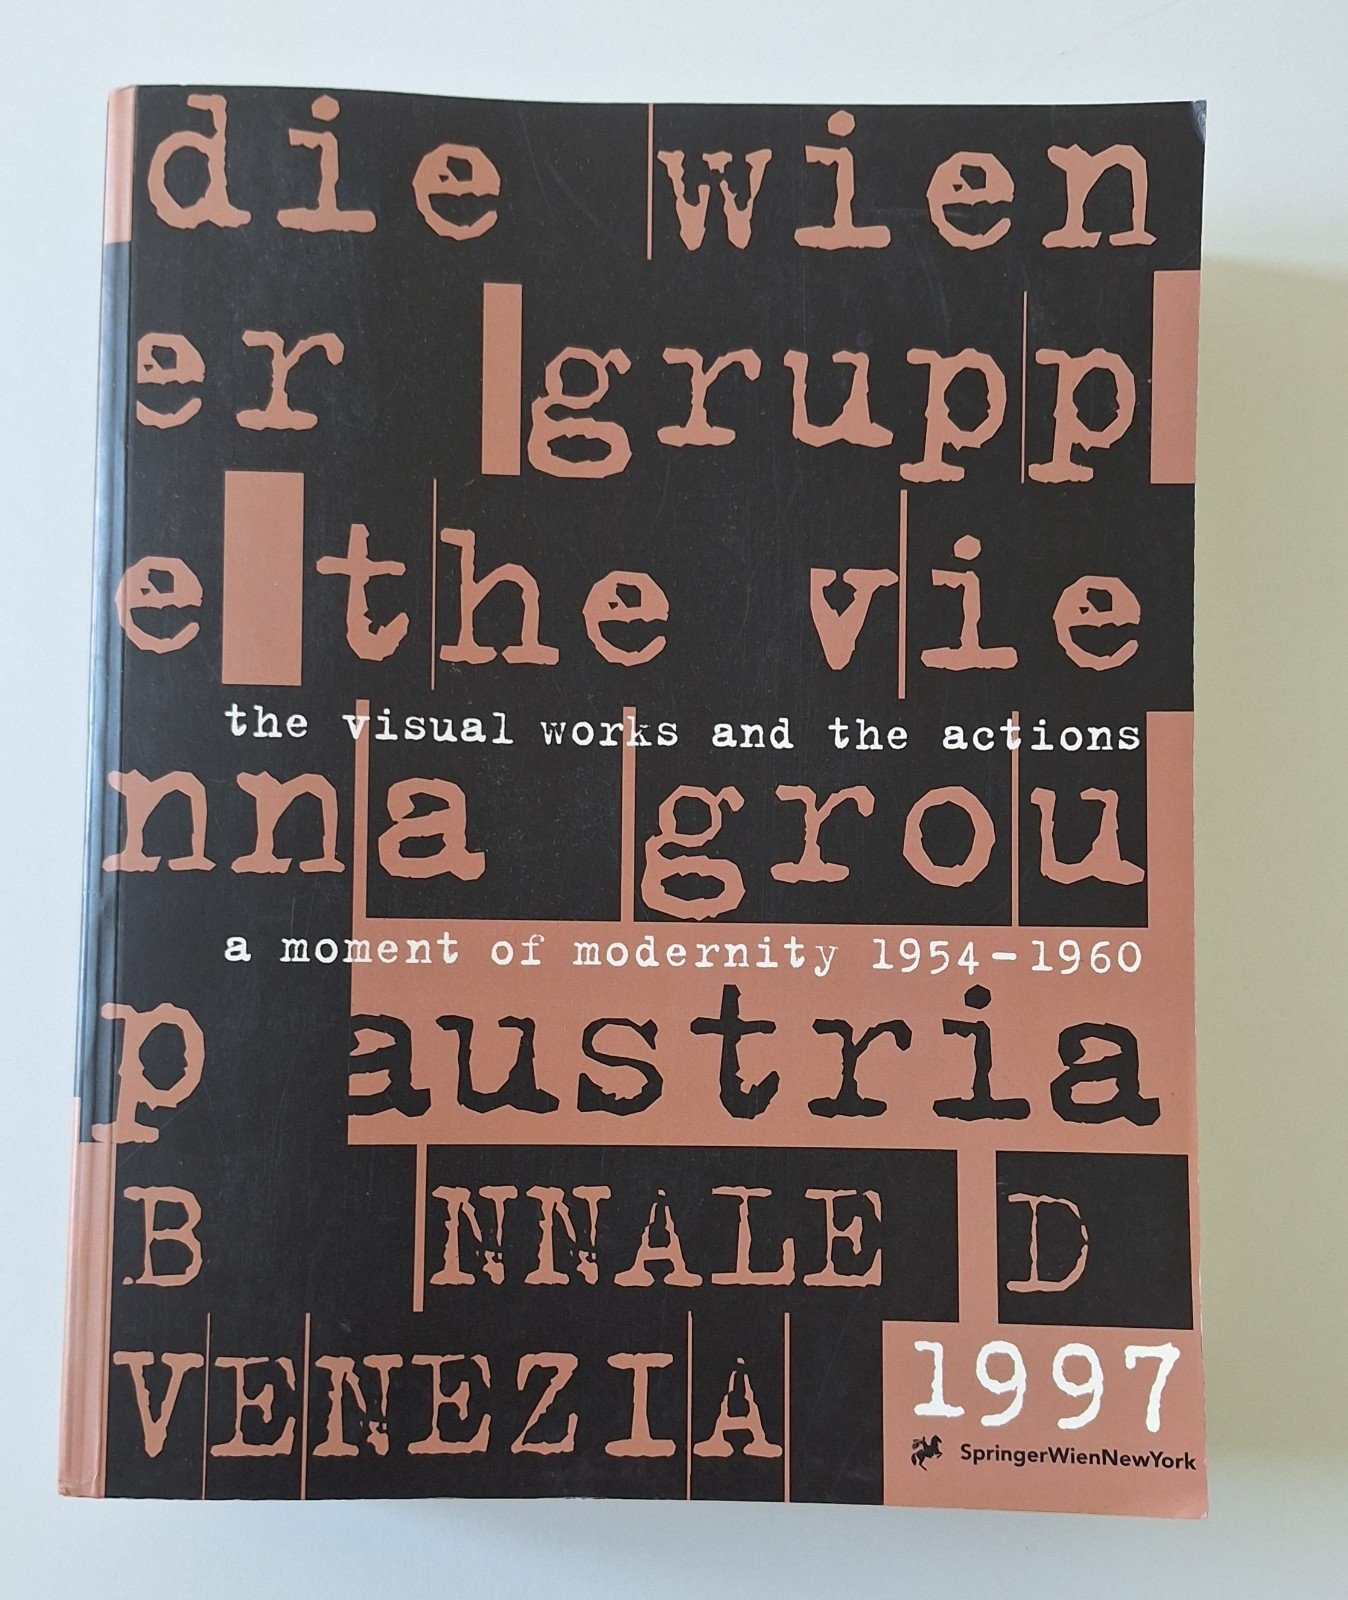 die wien
er grupp
e the vie
the visual works and the actions
nna grou
a moment of modernity 1954-1960
p austria
B NNALE D
VENEZIA
1997
SpringerWienNewYork